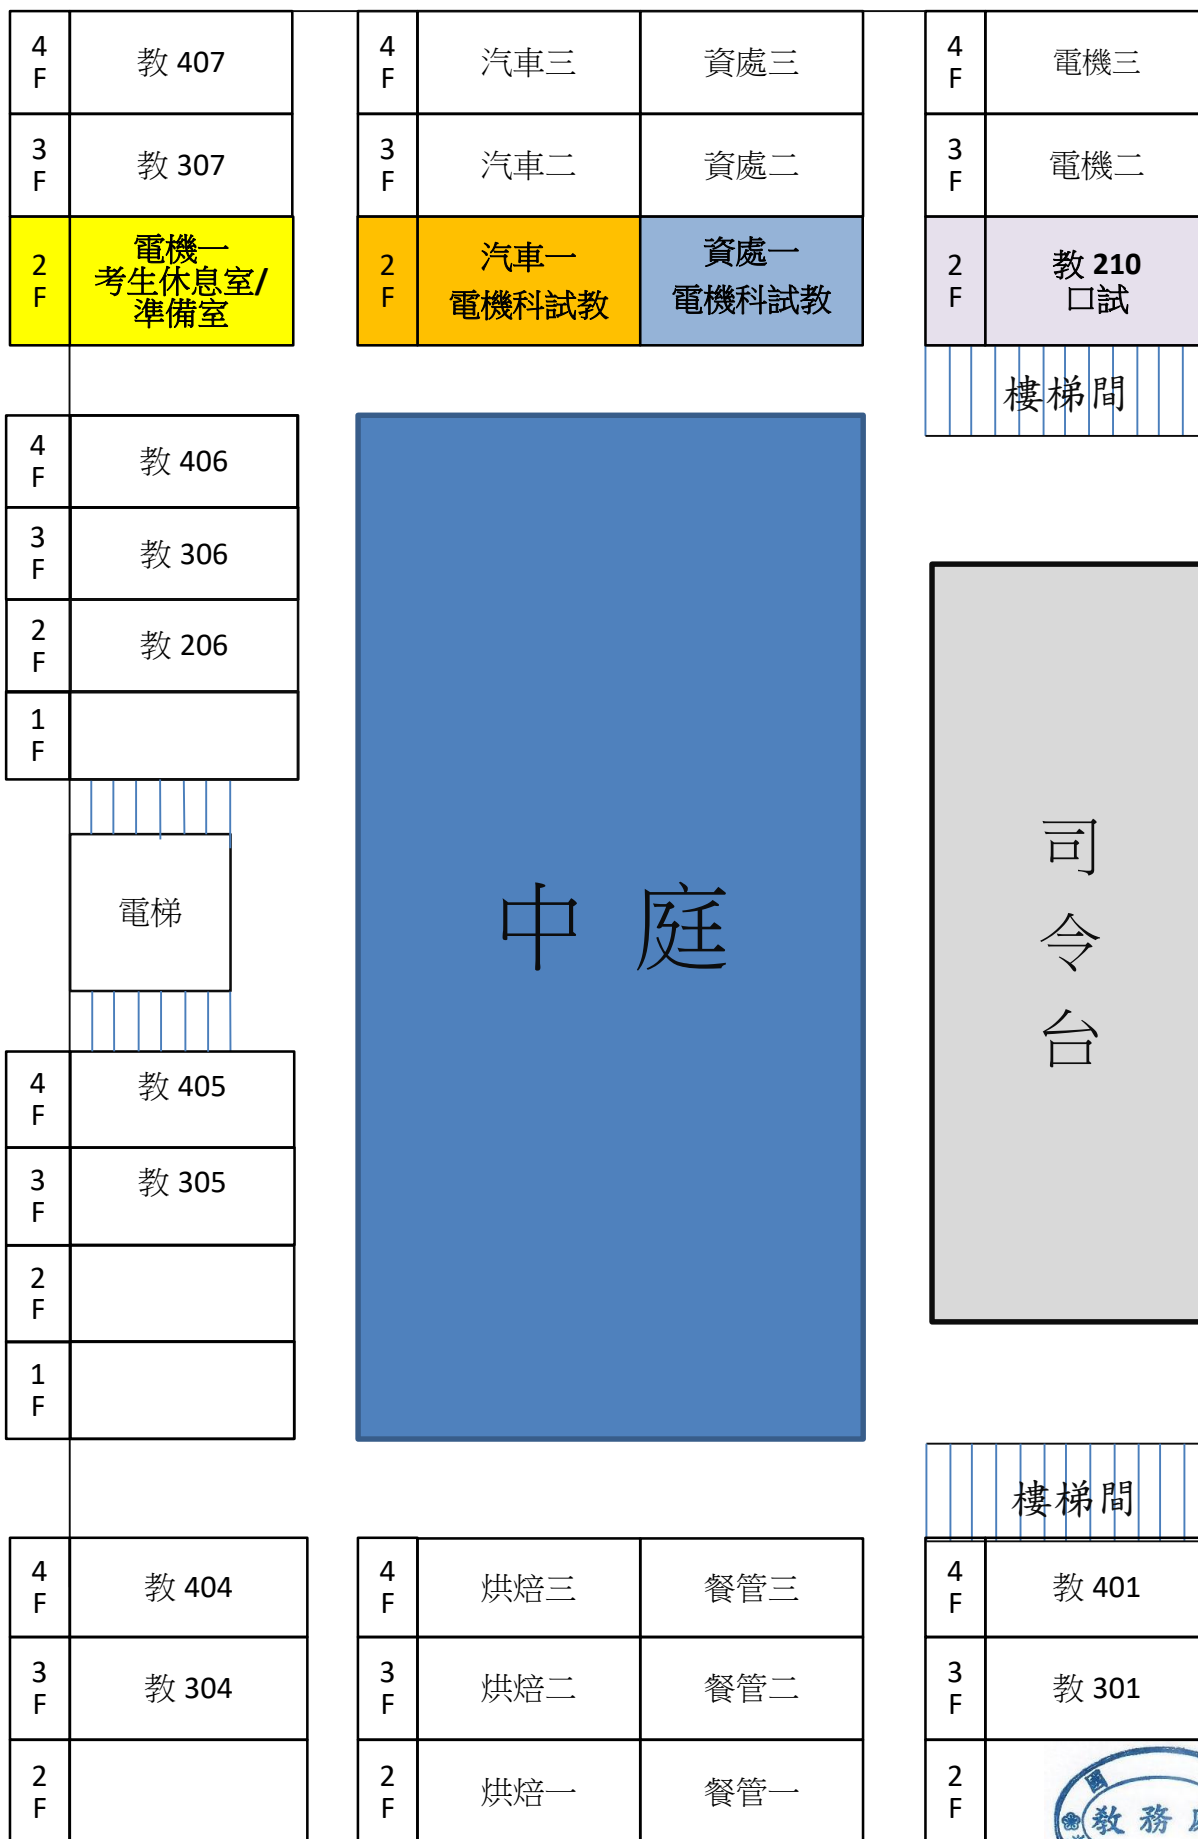 4F 教 407
4F 汽車三 資處三
4F 電機三
3F 教 307
3F 汽車二 資處二
3F 電機二
2F 電機一
考生休息室/
準備室
2F 汽車一 資處一
電機科試教 電機科試教
2F 教 210
口試
樓梯間
4F 教 406
3F 教 306
2F 教 206
1F
電梯
中庭
司令台
4F 教 405
3F 教 305
2F
1F
樓梯間
4F 教 404
4F 烘焙三 餐管三
4F 教 401
3F 教 304
3F 烘焙二 餐管二
3F 教 301
2F
2F 烘焙一 餐管一
2F
國
教務